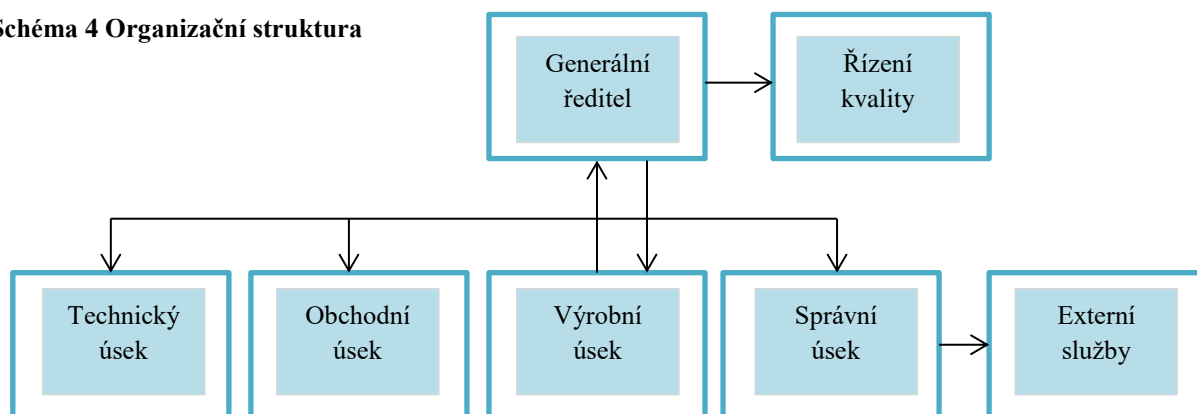 Schéma 4 Organizační struktura
Generální
ředitel
Řízení
kvality
Technický
úsek
Obchodní
úsek
Výrobní
úsek
Správní
úsek
Externí
služby